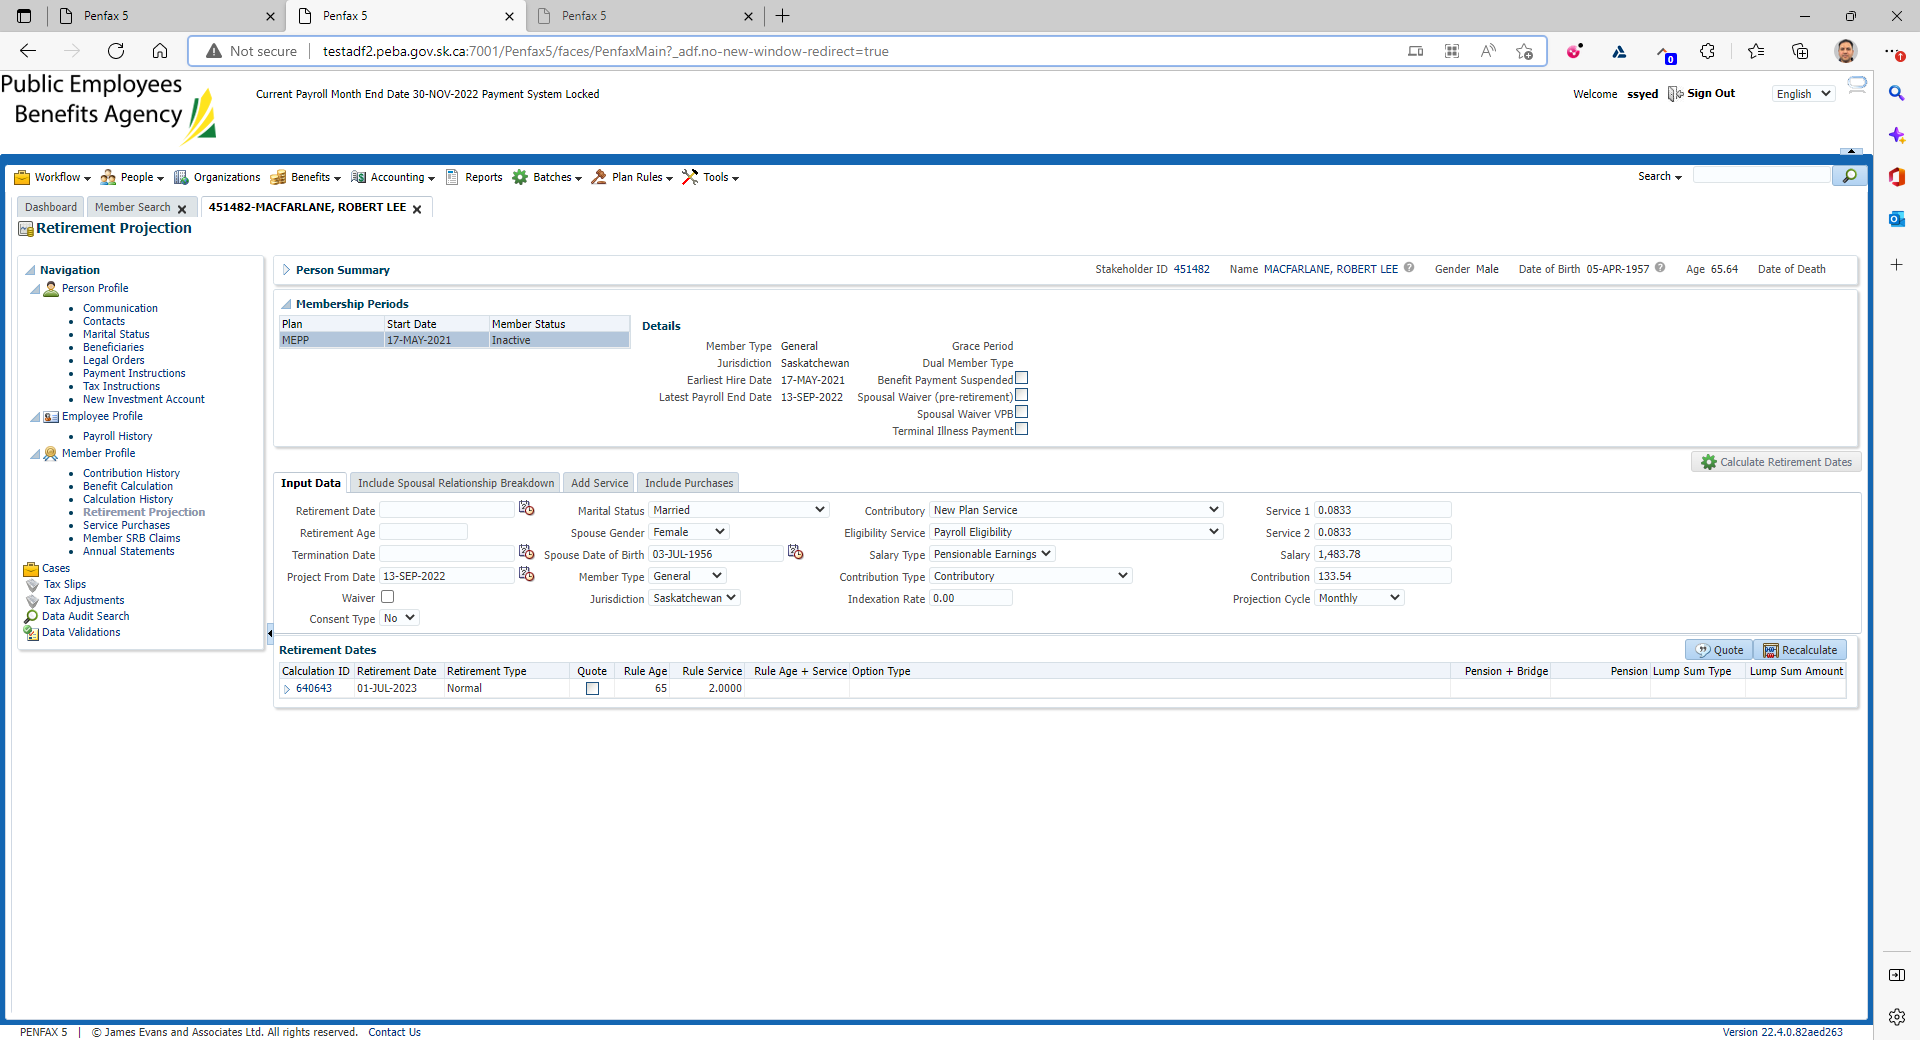 Penfax 5
Penfax 5
Penfax 5
Not secure testadf2.peba.gov.sk.ca:7001/Penfax5/faces/PenfaxMain?_adf.no-new-window-redirect=true
0
Public Employees
Benefits Agency
Current Payroll Month End Date 30-NOV-2022 Payment System Locked
Welcome ssyed Sign Out English
Workflow People Organizations Benefits Accounting Reports Batches Plan Rules Tools Search
Dashboard Member Search 451482-MACFARLANE, ROBERT LEE
Retirement Projection
Navigation
Person Profile
Communication
Contacts
Marital Status
Beneficiaries
Legal Orders
Payment Instructions
Tax Instructions
New Investment Account
Employee Profile
Payroll History
Member Profile
Contribution History
Benefit Calculation
Calculation History
Retirement Projection
Service Purchases
Member SRB Claims
Annual Statements
Cases
Tax Slips
Tax Adjustments
Data Audit Search
Data Validations
Person Summary Stakeholder ID 451482 Name MACFARLANE, ROBERT LEE Gender Male Date of Birth 05-APR-1957 Age 65.64 Date of Death
Membership Periods
Plan Start Date Member Status
MEPP 17-MAY-2021 Inactive
Details
Member Type General Grace Period
Jurisdiction Saskatchewan Dual Member Type
Earliest Hire Date 17-MAY-2021 Benefit Payment Suspended
Latest Payroll End Date 13-SEP-2022 Spousal Waiver (pre-retirement)
Spousal Waiver VPB
Terminal Illness Payment
Calculate Retirement Dates
Input Data Include Spousal Relationship Breakdown Add Service Include Purchases
Retirement Date Marital Status Married Contributory New Plan Service Service 1 0.0833
Retirement Age Spouse Gender Female Eligibility Service Payroll Eligibility Service 2 0.0833
Termination Date Spouse Date of Birth 03-JUL-1956 Salary Type Pensionable Earnings Salary 1,483.78
Project From Date 13-SEP-2022 Member Type General Contribution Type Contributory Contribution 133.54
Waiver Jurisdiction Saskatchewan Indexation Rate 0.00 Projection Cycle Monthly
Consent Type No
Retirement Dates Quote Recalculate
Calculation ID Retirement Date Retirement Type Quote Rule Age Rule Service Rule Age + Service Option Type Pension + Bridge Pension Lump Sum Type Lump Sum Amount
640643 01-JUL-2023 Normal 65 2.0000
PENFAX 5 | © James Evans and Associates Ltd. All rights reserved. Contact Us Version 22.4.0.82aed263